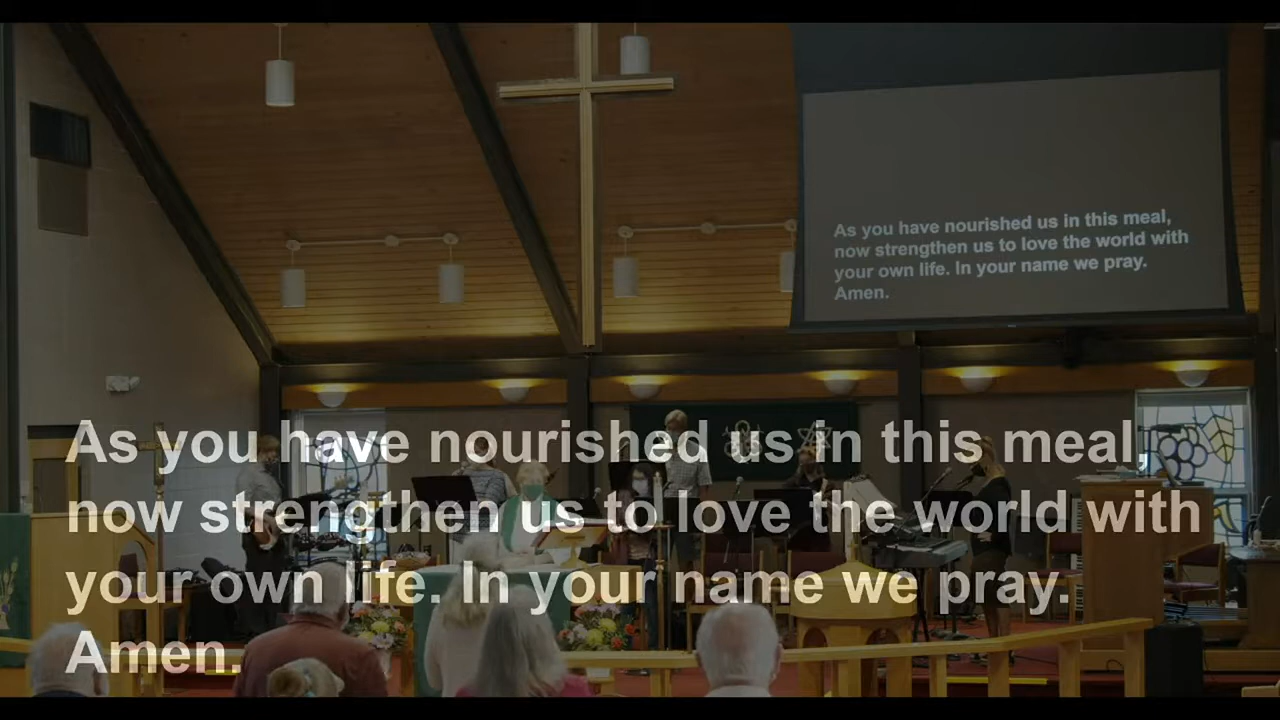 As you have nourished us in this meal,
now strengthen us to love the world with
your own life. In your name we pray.
Amen.
As you have nourished us in this meal,
now strengthen us to love the world with
your own life. In your name we pray.
Amen.